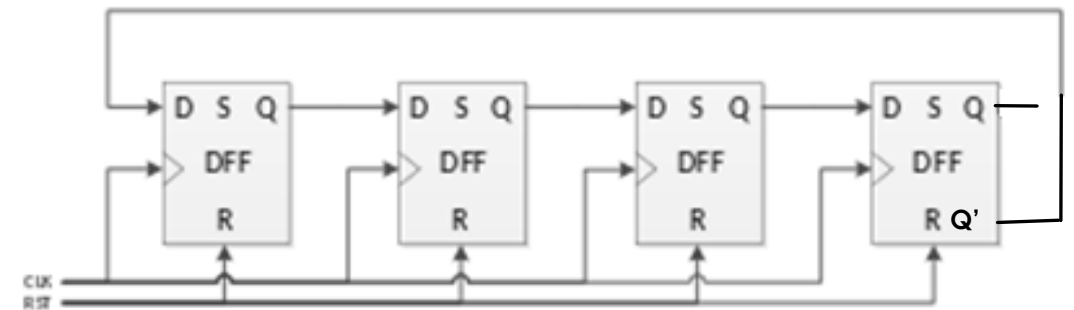 D S Q D S Q D S Q D S Q
DFF DFF DFF DFF
R R R R Q'
CLK
RST